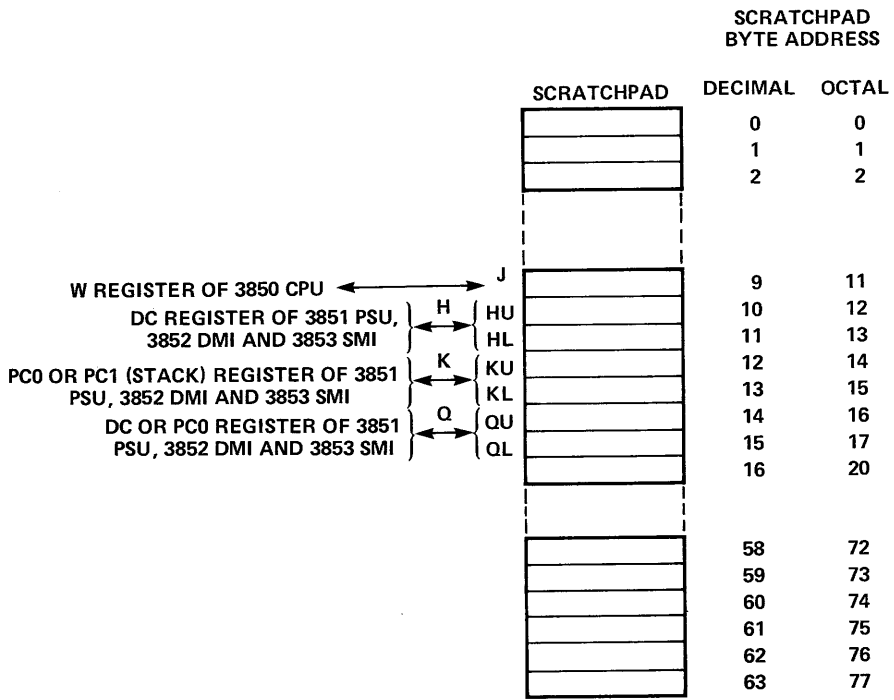 SCRATCHPAD
BYTE ADDRESS
SCRATCHPAD DECIMAL OCTAL
0 0
1 1
2 2
W REGISTER OF 3850 CPU J 9 11
DC REGISTER OF 3851 PSU, H HU 10 12
3852 DMI AND 3853 SMI HL 11 13
PC0 OR PC1 (STACK) REGISTER OF 3851 K KU 12 14
PSU, 3852 DMI AND 3853 SMI KL 13 15
DC OR PC0 REGISTER OF 3851 Q QU 14 16
PSU, 3852 DMI AND 3853 SMI QL 15 17
16 20
58 72
59 73
60 74
61 75
62 76
63 77